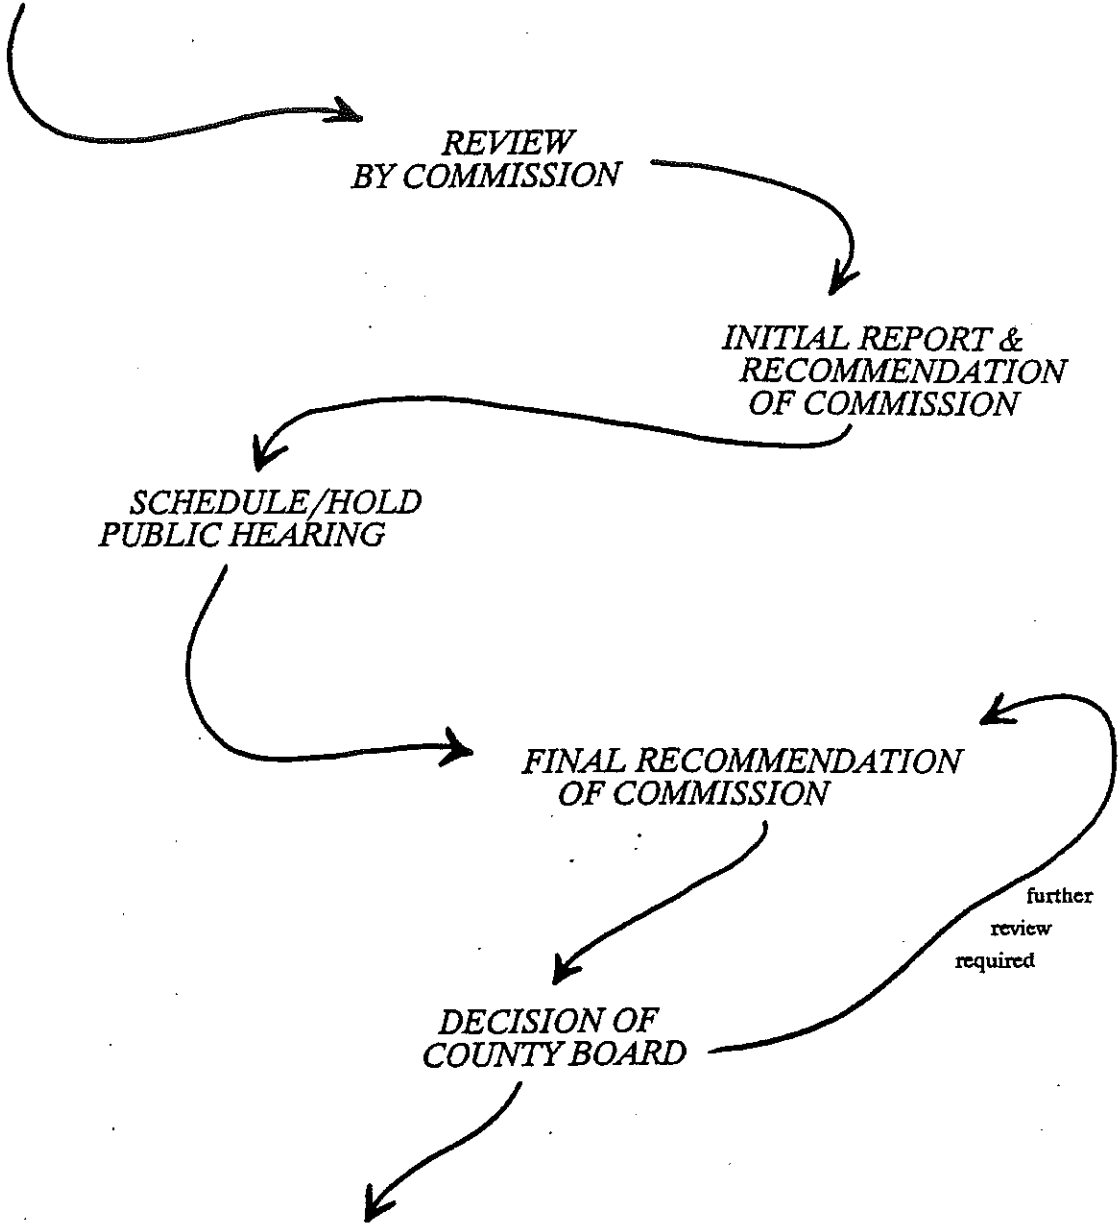 REVIEW
BY COMMISSION
INITIAL REPORT &
RECOMMENDATION
OF COMMISSION
SCHEDULE/HOLD
PUBLIC HEARING
FINAL RECOMMENDATION
OF COMMISSION
further
review
required
DECISION OF
COUNTY BOARD